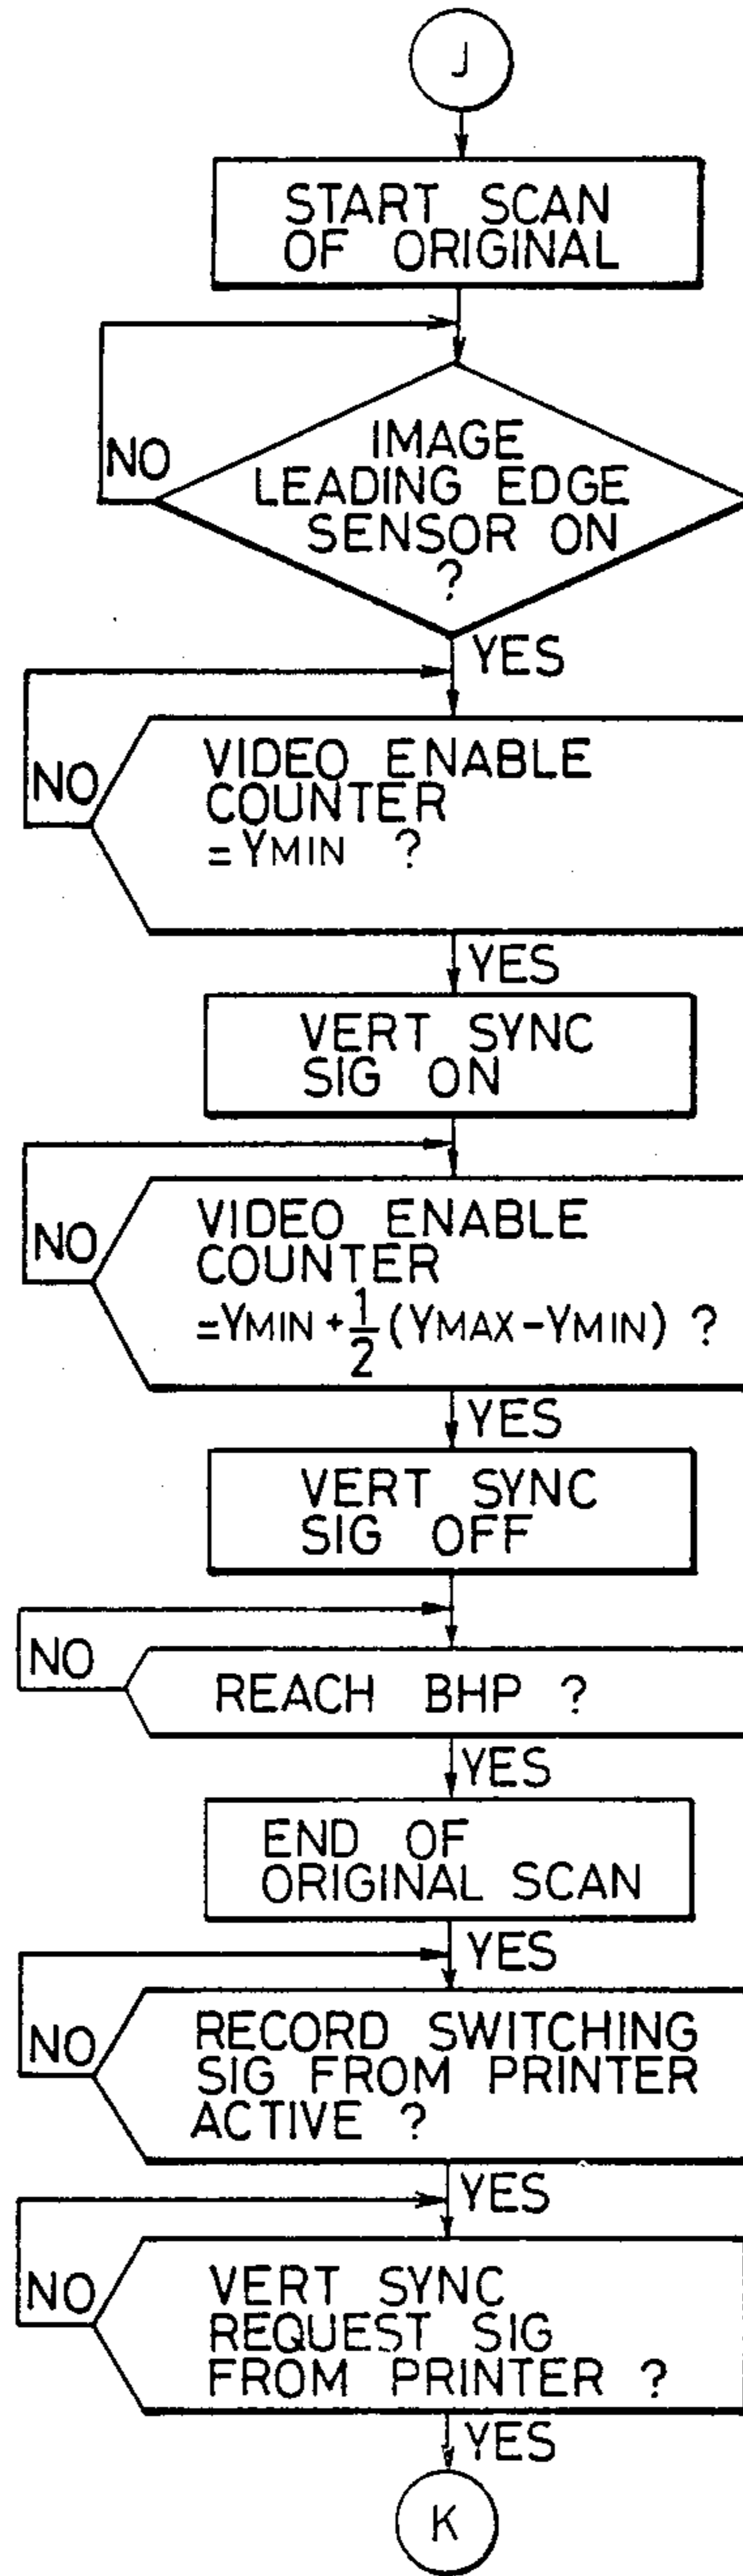 J
START SCAN
OF ORIGINAL
IMAGE
LEADING EDGE
SENSOR ON
?
NO
YES
VIDEO ENABLE
COUNTER
=YMIN ?
NO
YES
VERT SYNC
SIG ON
VIDEO ENABLE
COUNTER
=YMIN+1/2(YMAX-YMIN) ?
NO
YES
VERT SYNC
SIG OFF
NO
REACH BHP ?
YES
END OF
ORIGINAL SCAN
YES
RECORD SWITCHING
SIG FROM PRINTER
ACTIVE ?
NO
YES
VERT SYNC
REQUEST SIG
FROM PRINTER ?
NO
YES
K